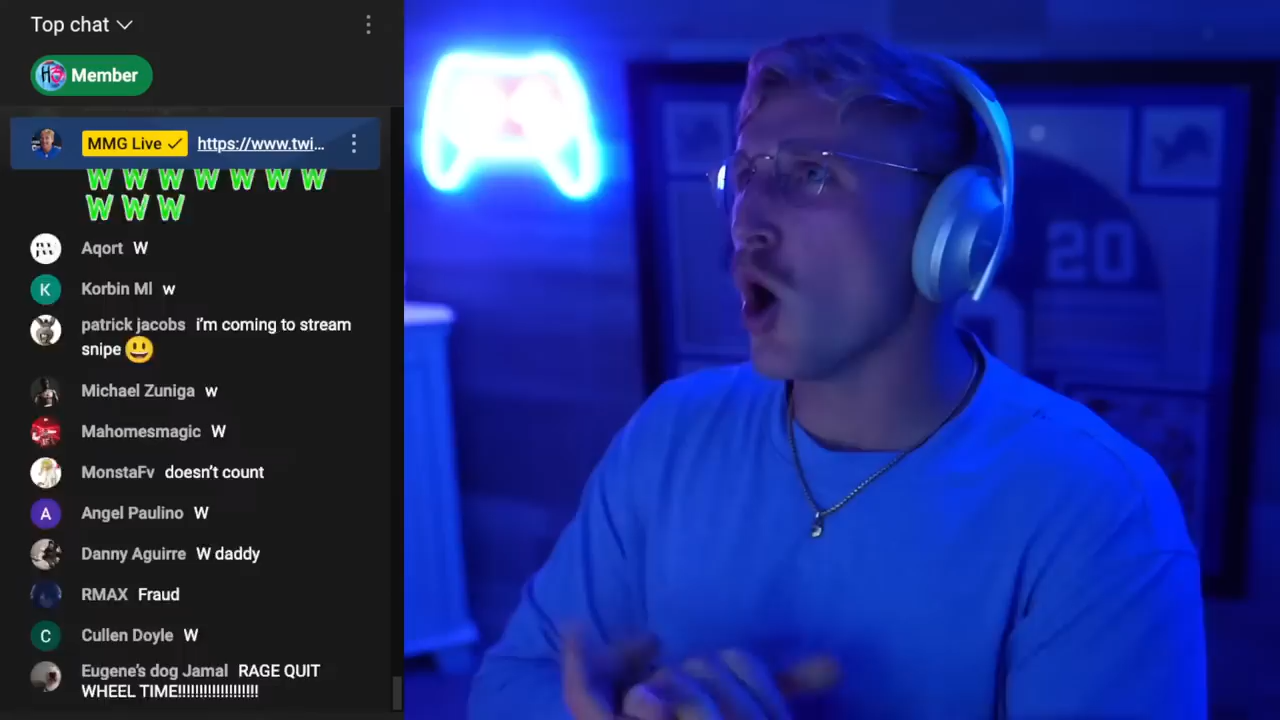 Top chat
Member
MMG Live https://www.twi...
W W W W W W W
W W W
Aqort W
K Korbin Ml w
patrick jacobs i'm coming to stream
snipe
Michael Zuniga w
Mahomesmagic W
MonstaFv doesn't count
A Angel Paulino W
Danny Aguirre W daddy
RMAX Fraud
C Cullen Doyle W
Eugene's dog Jamal RAGE QUIT
WHEEL TIME!!!!!!!!!!!!!!!!!!!
20